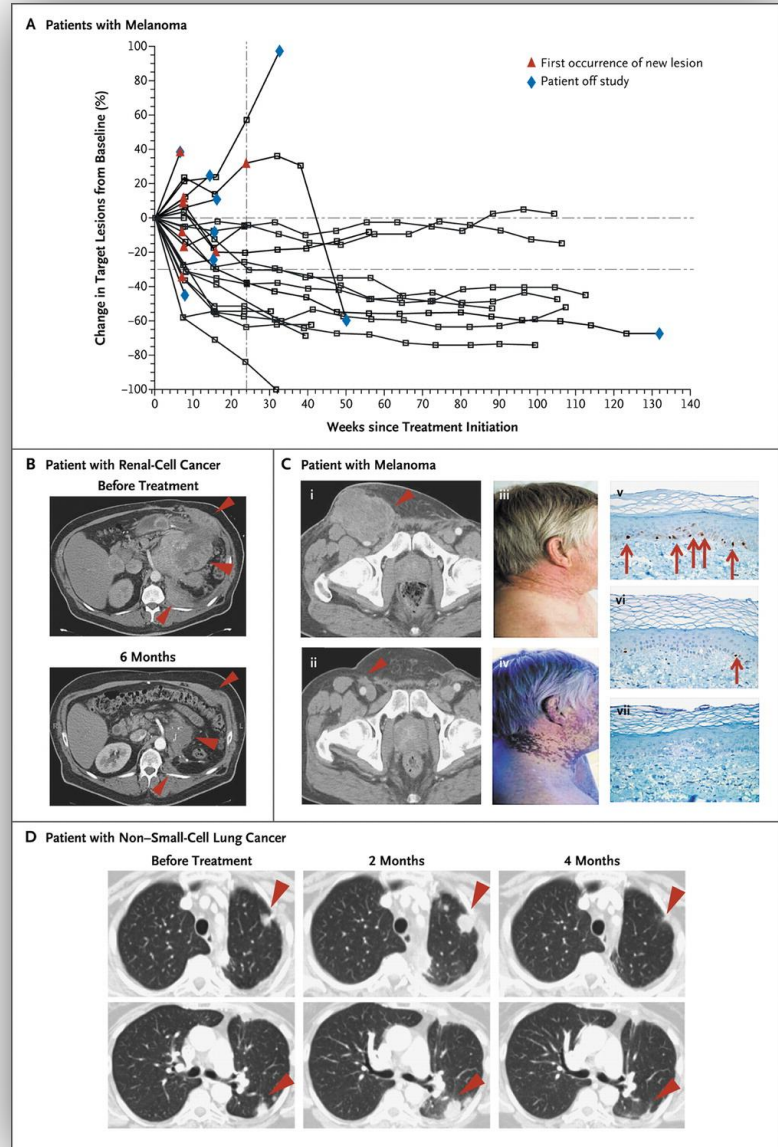 A Patients with Melanoma
Change in Target Lesions from Baseline (%)
100
80
60
40
20
0
−20
−40
−60
−80
−100
0 10 20 30 40 50 60 70 80 90 100 110 120 130 140
Weeks since Treatment Initiation
First occurrence of new lesion
Patient off study
B Patient with Renal-Cell Cancer
Before Treatment
6 Months
L
C Patient with Melanoma
i
iii
v
vi
ii
iv
vii
D Patient with Non–Small-Cell Lung Cancer
Before Treatment 2 Months 4 Months